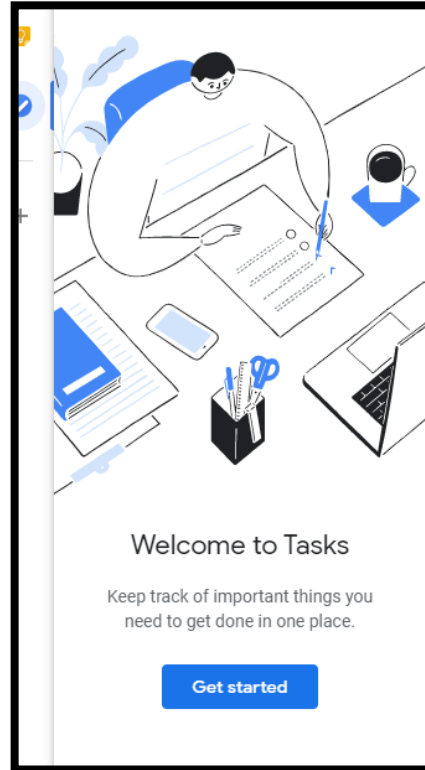 Welcome to Tasks
Keep track of important things you
need to get done in one place.
Get started